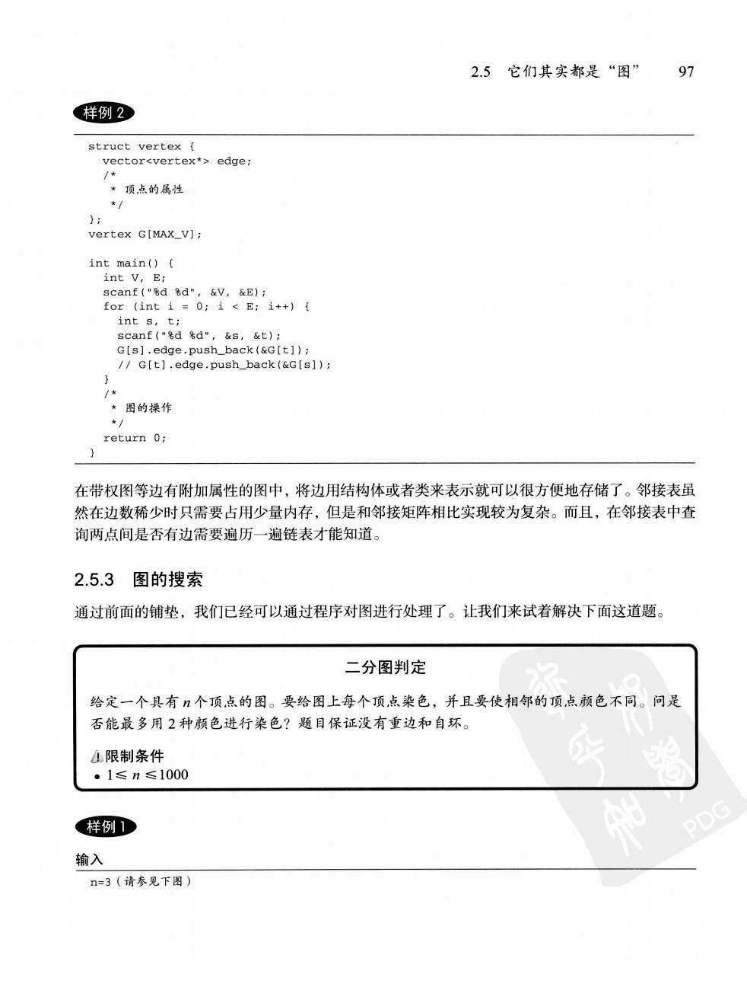 2.5 它们其实都是“图” 97
样例 2
struct vertex {
  vector<vertex*> edge;
  /*
   * 顶点的属性
   */
};
vertex G[MAX_V];

int main() {
  int V, E;
  scanf("%d %d", &V, &E);
  for (int i = 0; i < E; i++) {
    int s, t;
    scanf("%d %d", &s, &t);
    G[s].edge.push_back(&G[t]);
    // G[t].edge.push_back(&G[s]);
  }
  /*
   * 图的操作
   */
  return 0;
}
在带权图等边有附加属性的图中，将边用结构体或者类来表示就可以很方便地存储了。邻接表虽
然在边数稀少时只需要占用少量内存，但是和邻接矩阵相比实现较为复杂。而且，在邻接表中查
询两点间是否有边需要遍历一遍链表才能知道。
2.5.3 图的搜索
通过前面的铺垫，我们已经可以通过程序对图进行处理了。让我们来试着解决下面这道题。
二分图判定
给定一个具有 n 个顶点的图。要给图上每个顶点染色，并且要使相邻的顶点颜色不同。问是
否能最多用 2 种颜色进行染色？题目保证没有重边和自环。
限制条件
• 1≤ n ≤1000
样例 1
输入
n=3（请参见下图）
PDG